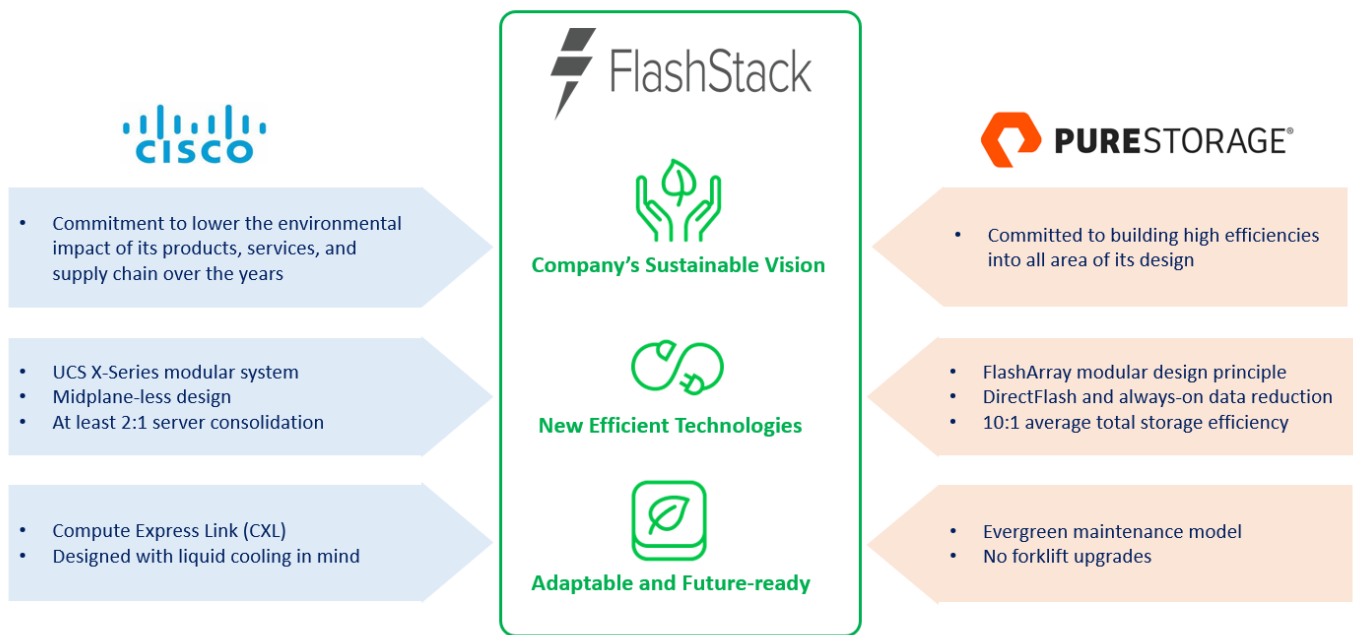 FlashStack
CISCO
PURESTORAGE®
• Commitment to lower the environmental
impact of its products, services, and
supply chain over the years
Company's Sustainable Vision
• Committed to building high efficiencies
into all area of its design
• UCS X-Series modular system
• Midplane-less design
• At least 2:1 server consolidation
New Efficient Technologies
• FlashArray modular design principle
• DirectFlash and always-on data reduction
• 10:1 average total storage efficiency
• Compute Express Link (CXL)
• Designed with liquid cooling in mind
Adaptable and Future-ready
• Evergreen maintenance model
• No forklift upgrades